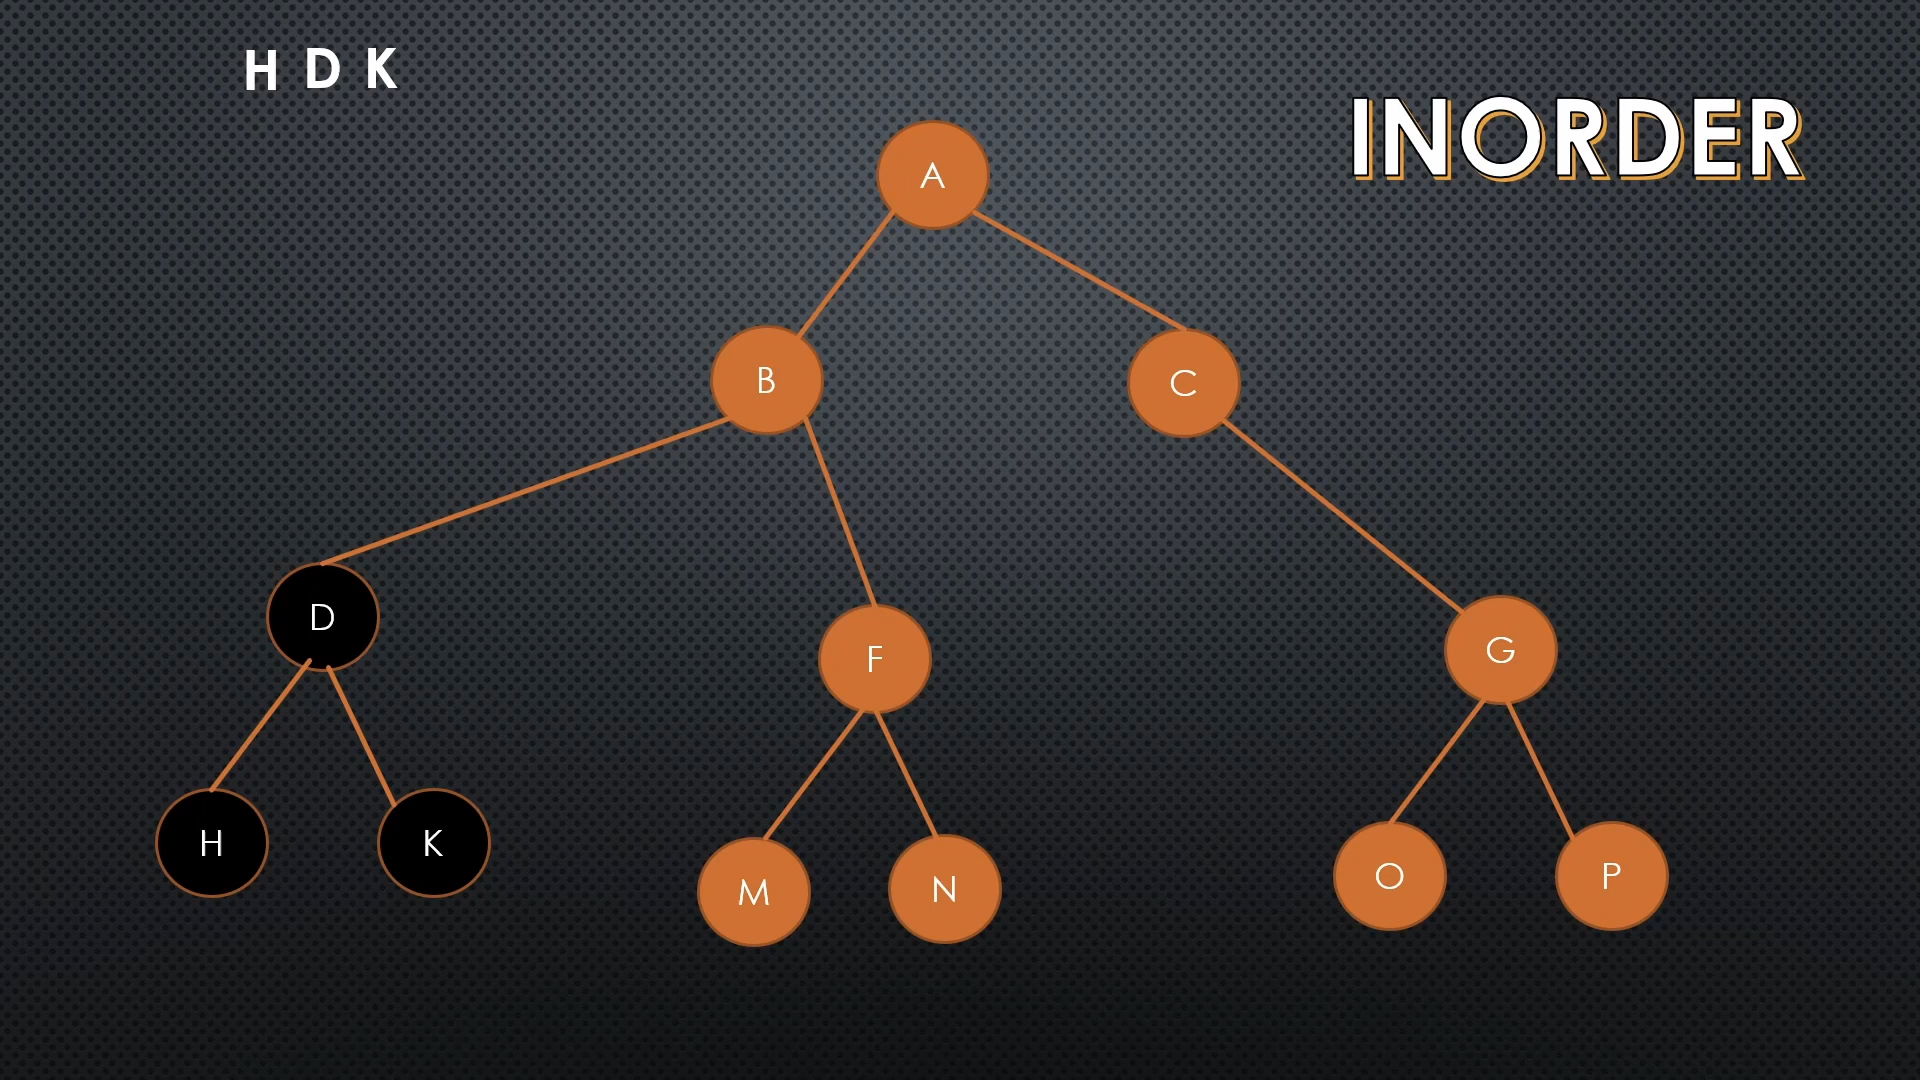 H D K
INORDER
A
B C
D F G
H K M N O P